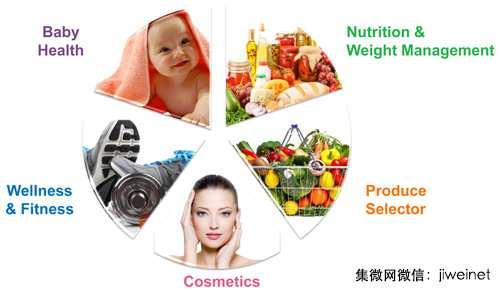 Baby
Health
Nutrition &
Weight Management
Wellness
& Fitness
Produce
Selector
Cosmetics
集微网微信：jiweinet